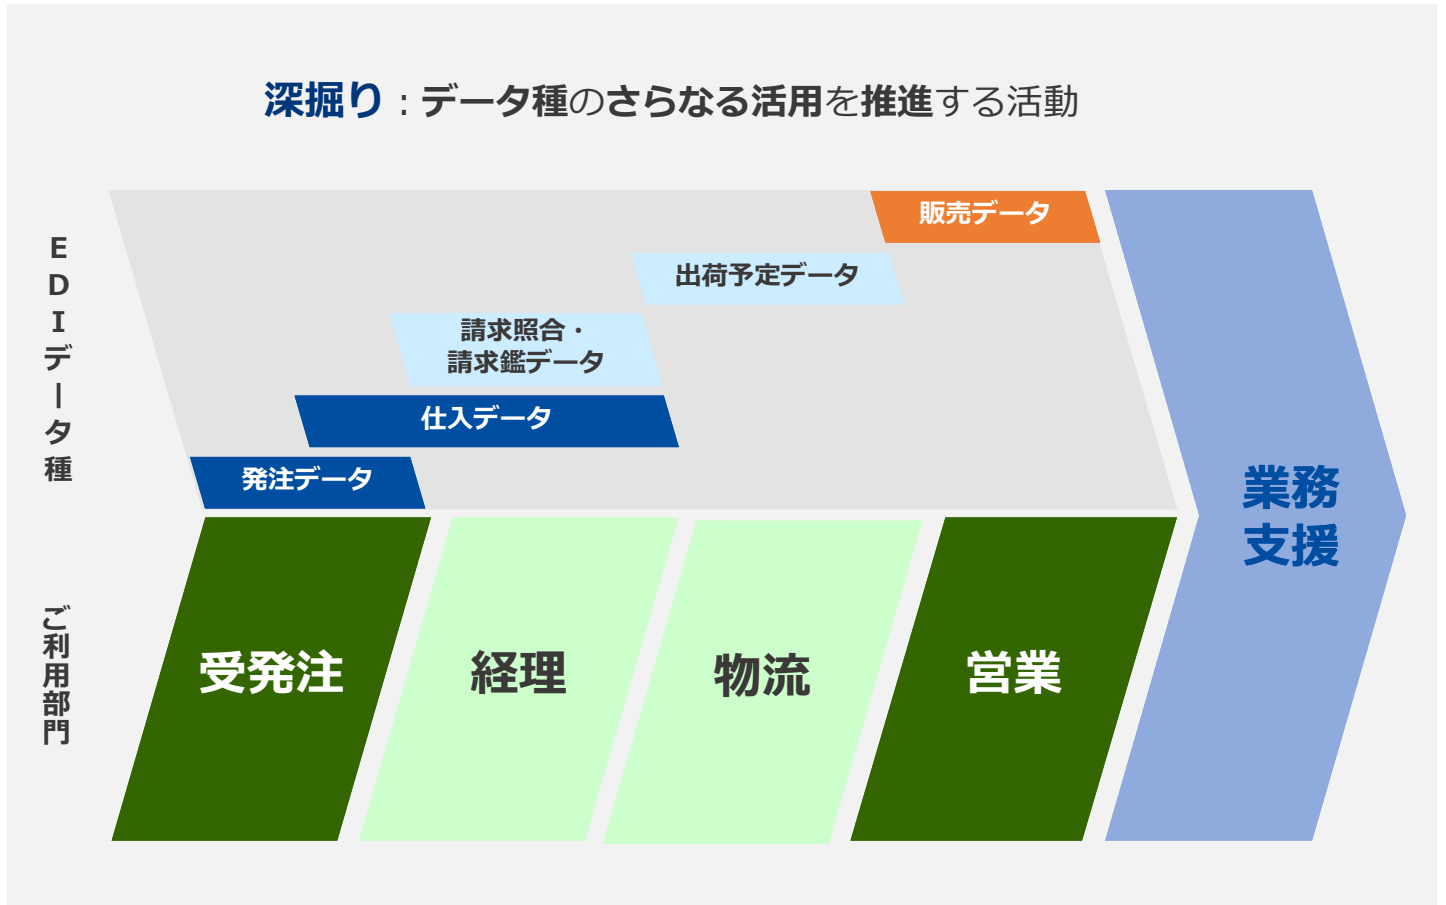 深掘り：データ種のさらなる活用を推進する活動
EDIデータ種
販売データ
出荷予定データ
請求照合・
請求鑑データ
仕入データ
発注データ
業務
支援
ご利用部門
受発注
経理
物流
営業